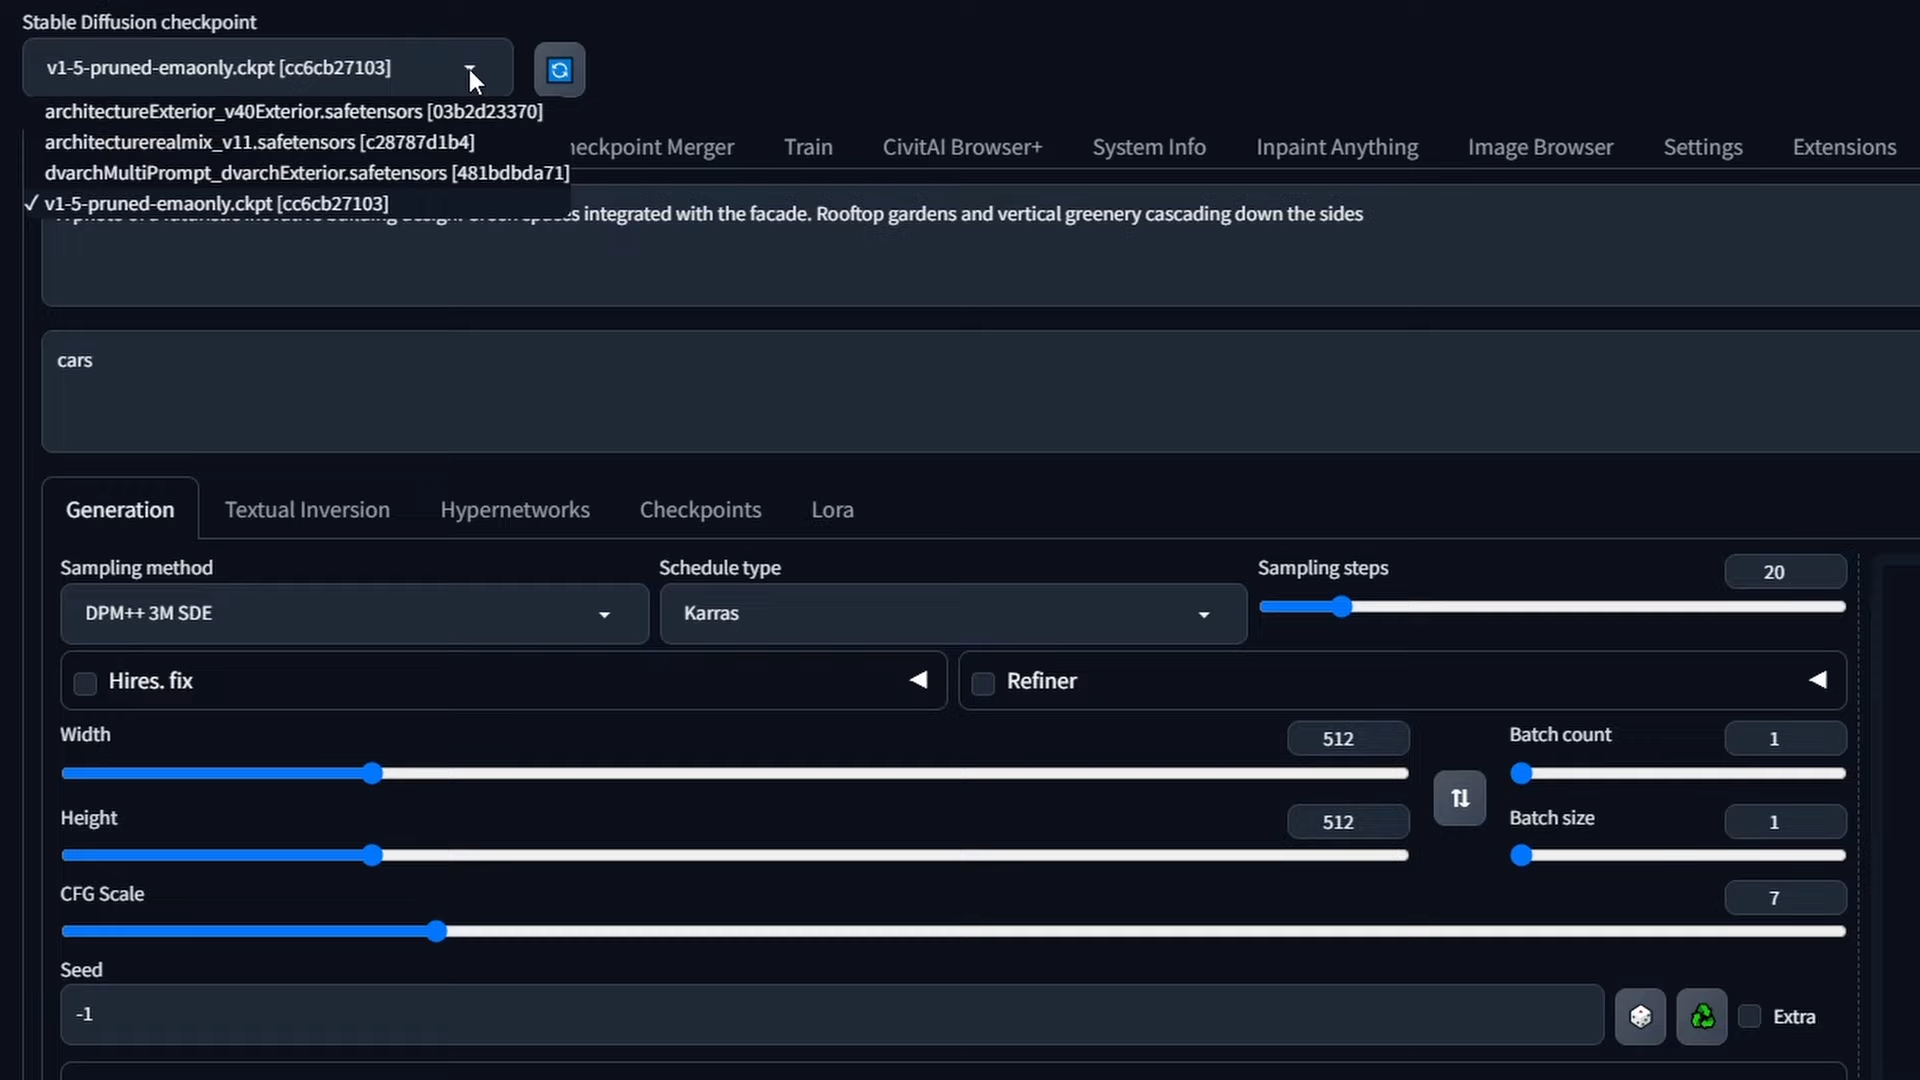 Stable Diffusion checkpoint
v1-5-pruned-emaonly.ckpt [cc6cb27103]
architectureExterior_v40Exterior.safetensors [03b2d23370]
architecturerealmix_v11.safetensors [c28787d1b4]
heckpoint Merger Train CivitAI Browser+ System Info Inpaint Anything Image Browser Settings Extensions
dvarchMultiPrompt_dvarchExterior.safetensors [481bdbda71]
✓ v1-5-pruned-emaonly.ckpt [cc6cb27103]
integrated with the facade. Rooftop gardens and vertical greenery cascading down the sides
cars
Generation Textual Inversion Hypernetworks Checkpoints Lora
Sampling method Schedule type Sampling steps 20
DPM++ 3M SDE Karras
Hires. fix Refiner
Width 512 Batch count 1
Height 512 Batch size 1
CFG Scale 7
Seed
-1 Extra